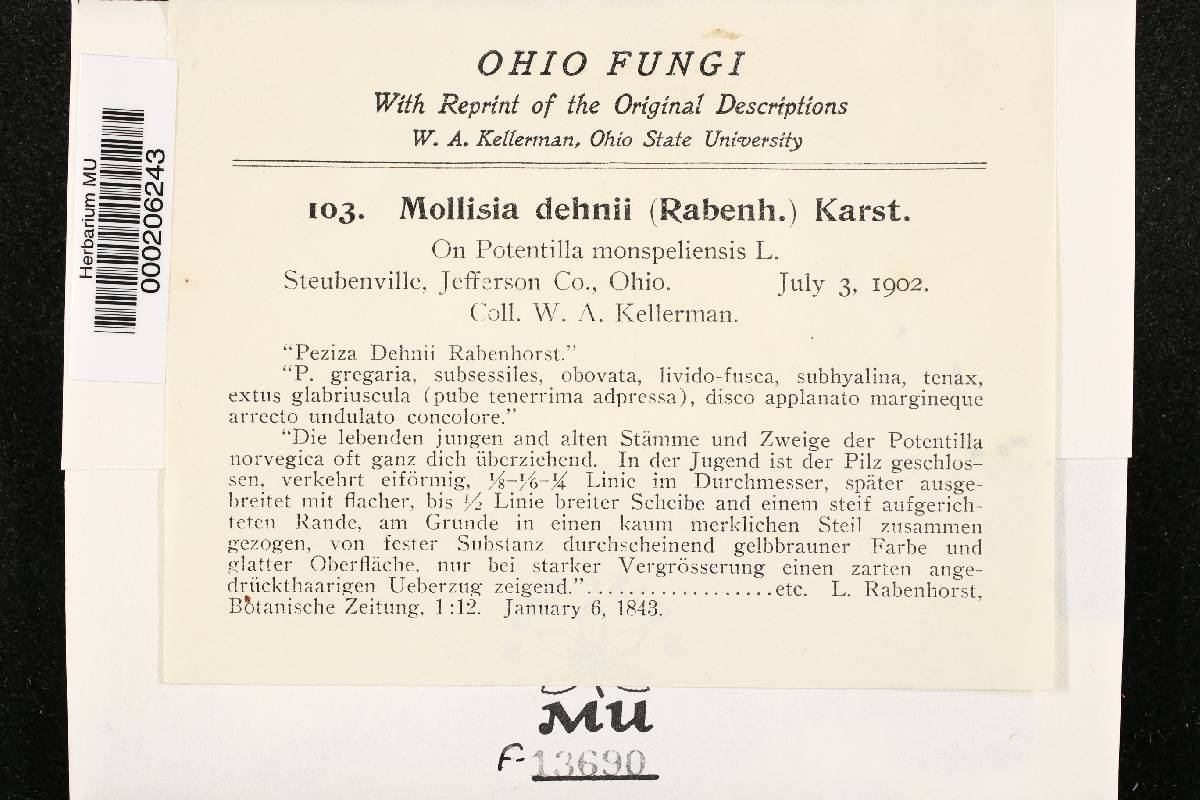 OHIO FUNGI
With Reprint of the Original Descriptions
W. A. Kellerman, Ohio State University
103. Mollisia dehnii (Rabenh.) Karst.
On Potentilla monspeliensis L.
Steubenville, Jefferson Co., Ohio. July 3, 1902.
Coll. W. A. Kellerman.
“Peziza Dehnii Rabenhorst.”
“P. gregaria, subsessiles, obovata, livido-fusca, subhyalina, tenax,
extus glabriuscula (pube tenerrima adpressa), disco applanato margineque
arrecto undulato concolore.”
“Die lebenden jungen and alten Stämme und Zweige der Potentilla
norvegica oft ganz dich überziehend. In der Jugend ist der Pilz geschlos-
sen, verkehrt eiförmig, ⅛-⅙-¼ Linie im Durchmesser, später ausge-
breitet mit flacher, bis ½ Linie breiter Scheibe and einem steif aufgerich-
teten Rande, am Grunde in einen kaum merklichen Steil zusammen
gezogen, von fester Substanz durchscheinend gelbbrauner Farbe und
glatter Oberfläche, nur bei starker Vergrösserung einen zarten ange-
drückthaarigen Ueberzug zeigend.”..................etc. L. Rabenhorst,
Botanische Zeitung, 1:12. January 6, 1843.
Herbarium MU
000206243
MU
F-13690